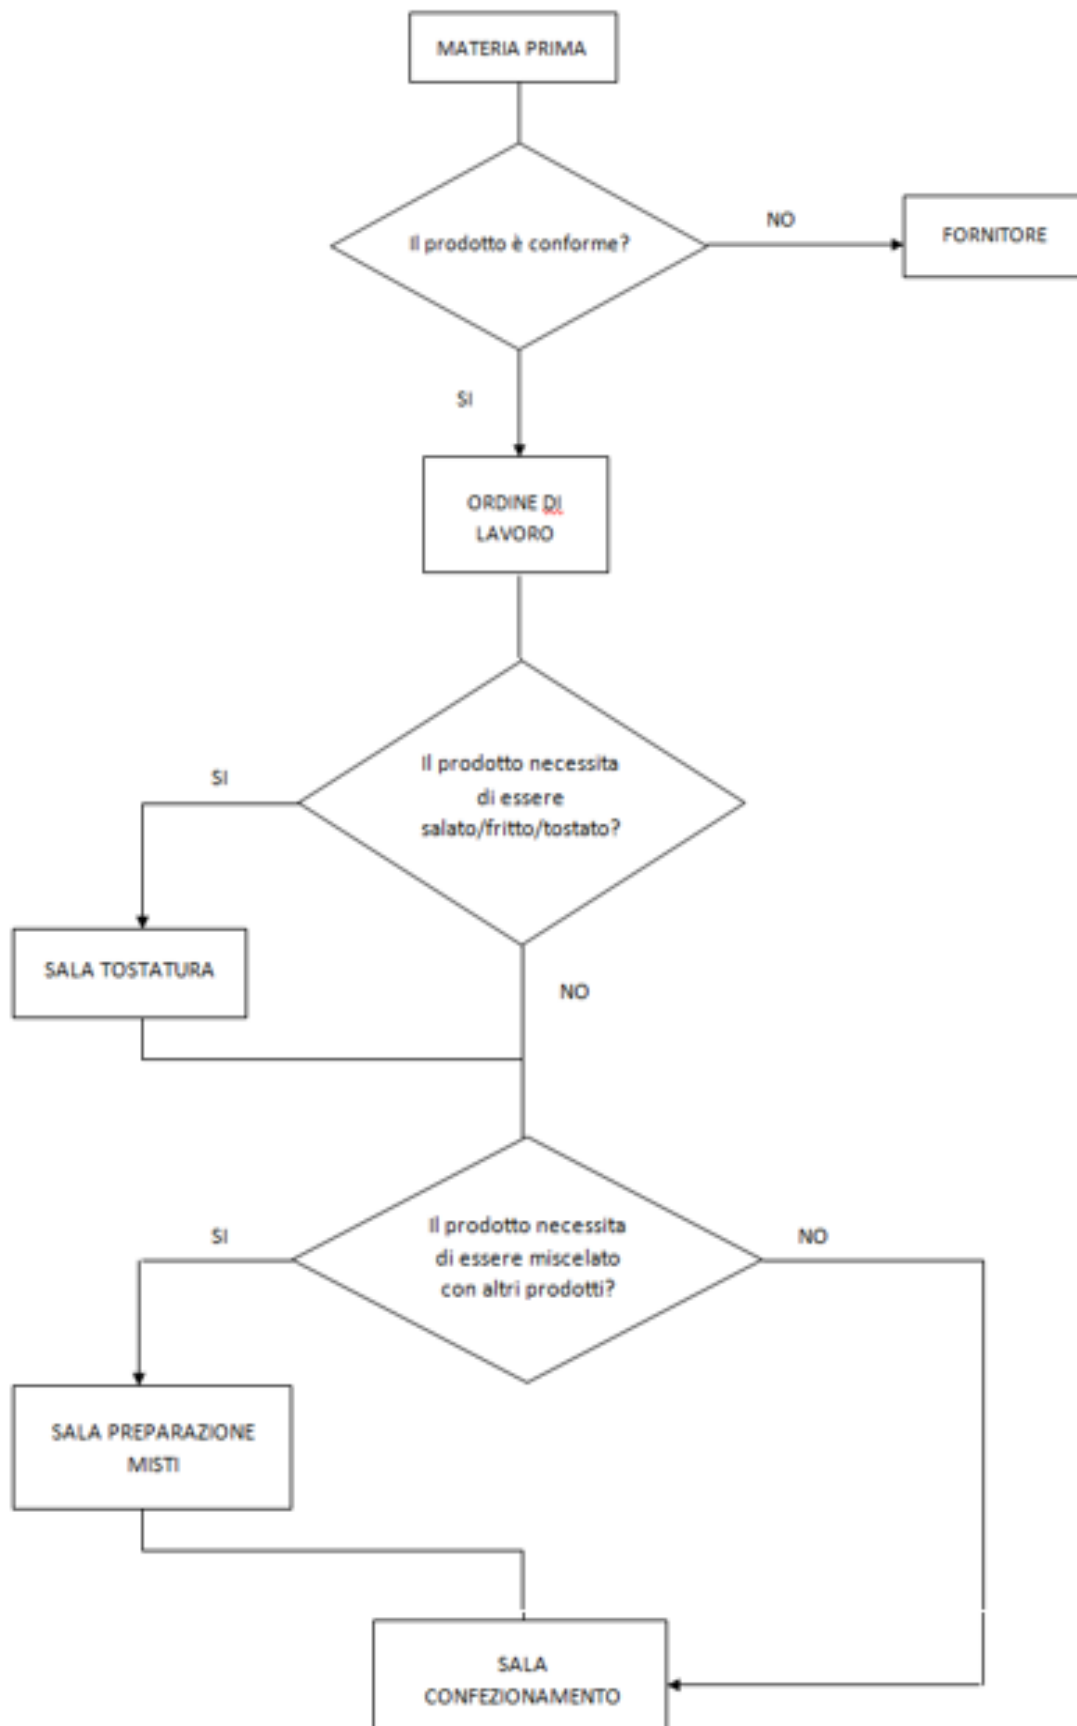 MATERIA PRIMA
Il prodotto è conforme?
NO
FORNITORE
SI
ORDINE DI
LAVORO
Il prodotto necessita
di essere
salato/fritto/tostato?
SI
SALA TOSTATURA
NO
Il prodotto necessita
di essere miscelato
con altri prodotti?
SI
NO
SALA PREPARAZIONE
MISTI
SALA
CONFEZIONAMENTO